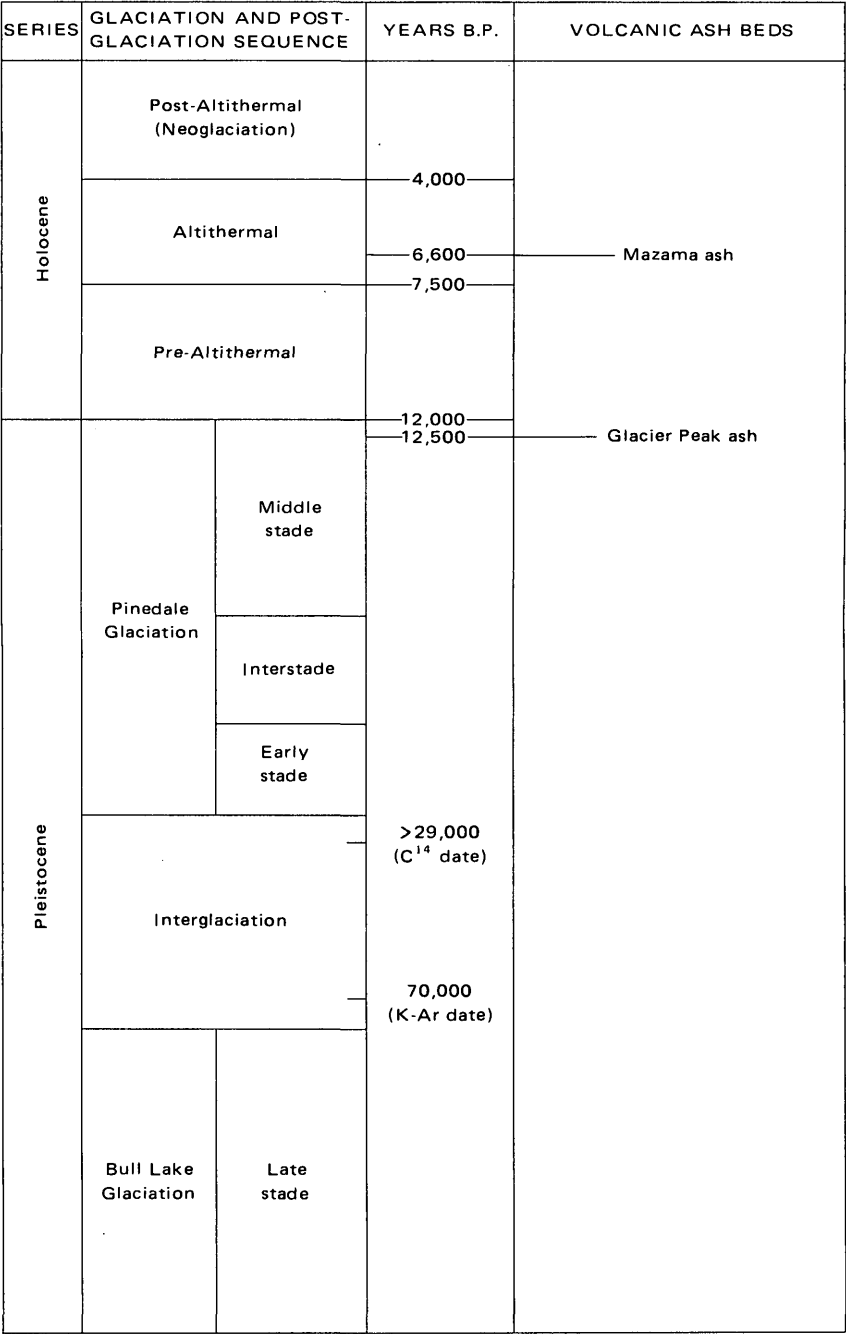 SERIES
GLACIATION AND POST-
GLACIATION SEQUENCE
YEARS B.P.
VOLCANIC ASH BEDS
Holocene
Post-Altithermal
(Neoglaciation)
4,000
Altithermal
6,600
Mazama ash
7,500
Pre-Altithermal
12,000
12,500
Glacier Peak ash
Pleistocene
Pinedale
Glaciation
Middle
stade
Interstade
Early
stade
>29,000
(C¹⁴ date)
Interglaciation
70,000
(K-Ar date)
Bull Lake
Glaciation
Late
stade